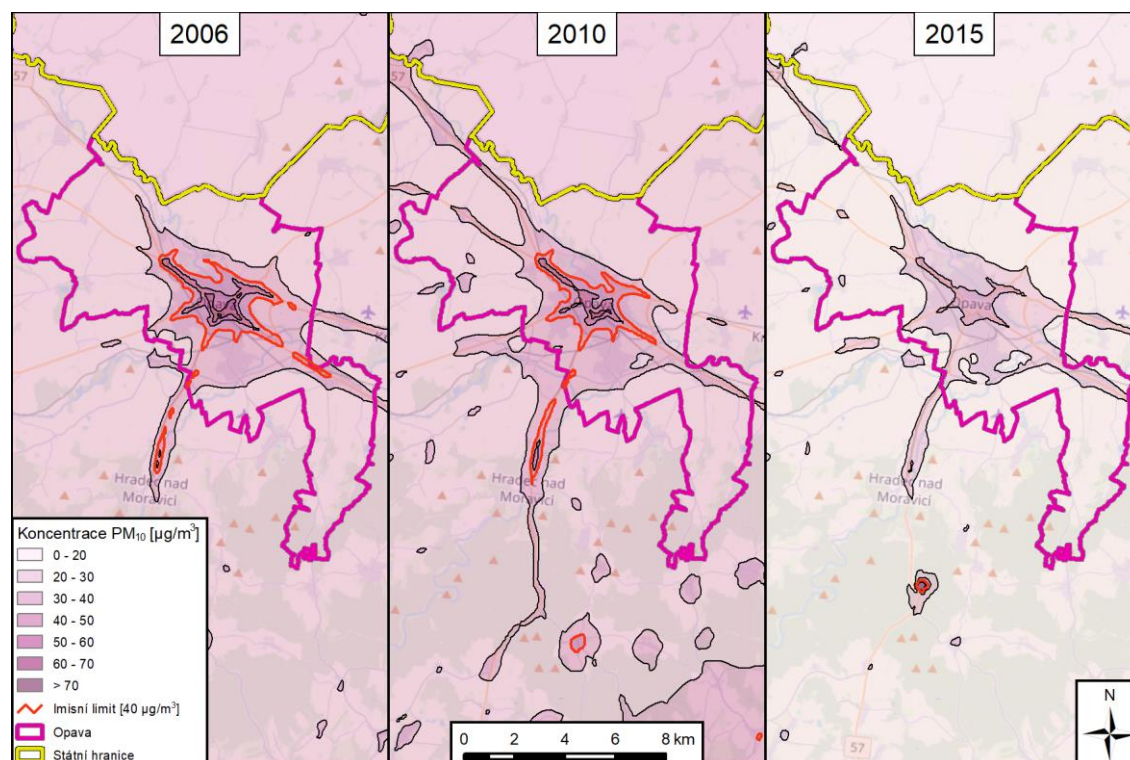 2006
2010
2015
57
57
Opava
Kr
Hradec nad
Moravicí
Hradec nad
Moravicí
Hradec nad
Moravicí
57
Koncentrace PM₁₀ [µg/m³]
0 - 20
20 - 30
30 - 40
40 - 50
50 - 60
60 - 70
> 70
Imisní limit [40 µg/m³]
Opava
Státní hranice
0 2 4 6 8 km
N